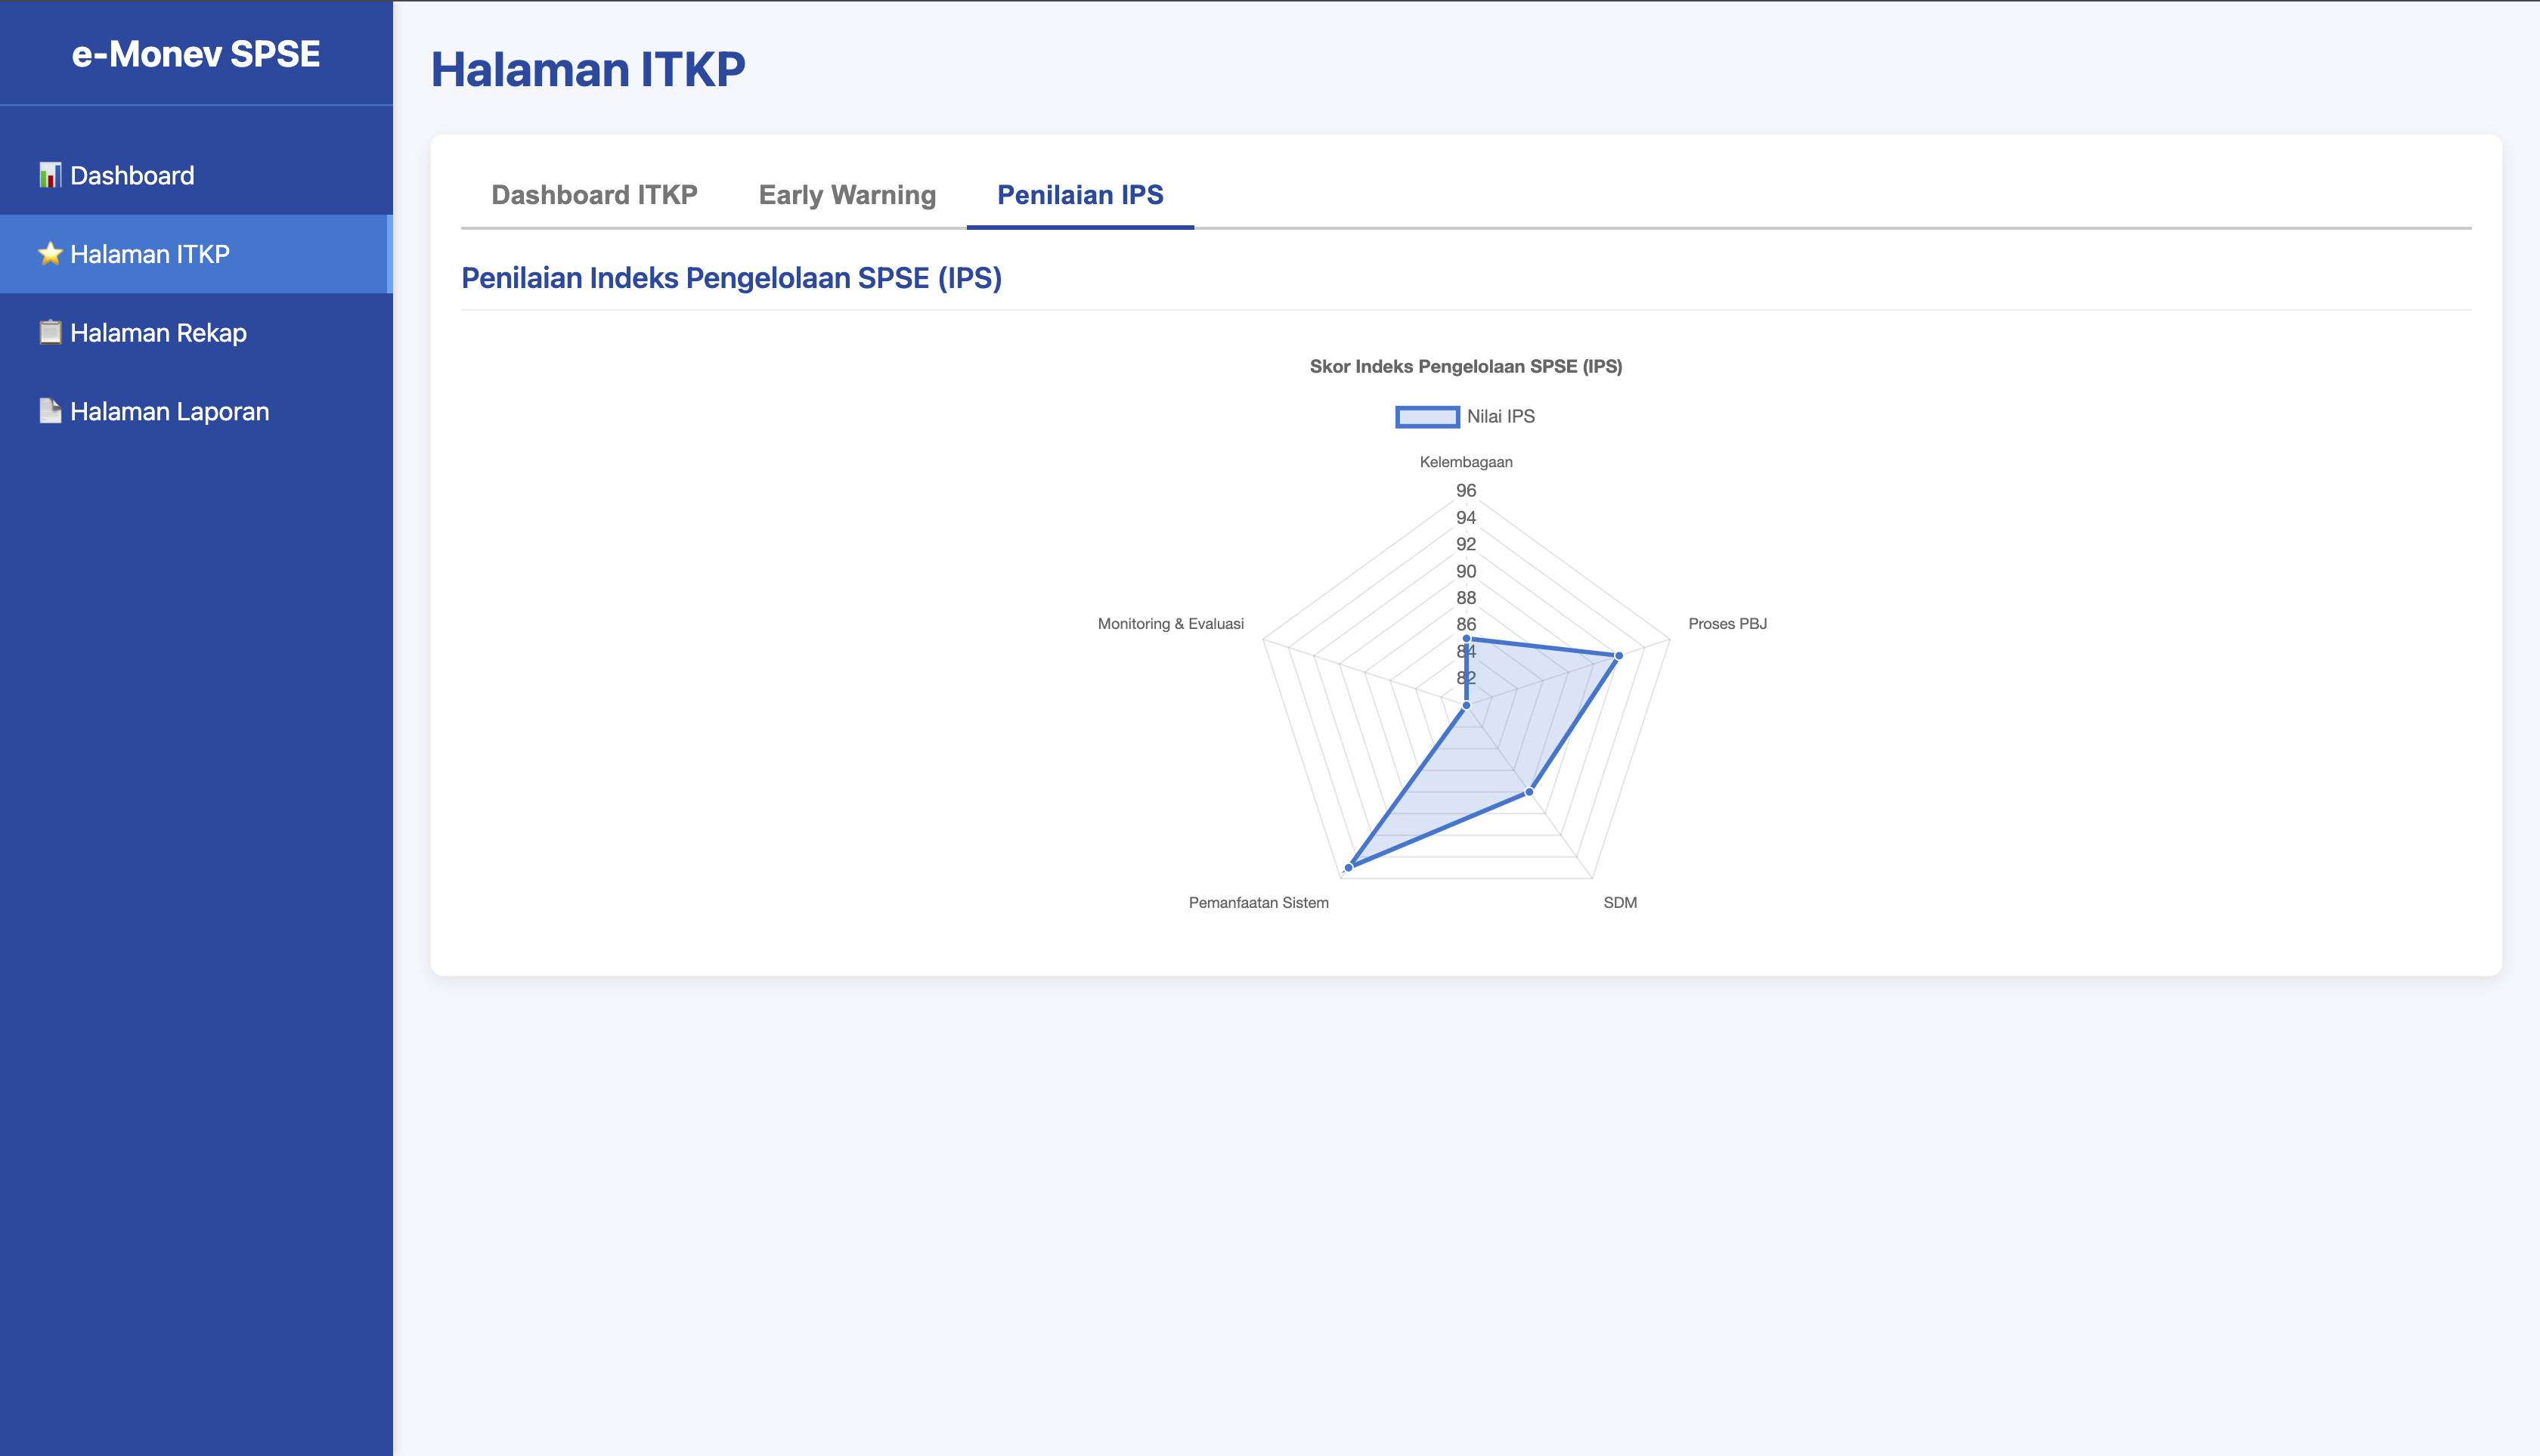 e-Monev SPSE
📊 Dashboard
⭐ Halaman ITKP
📋 Halaman Rekap
📄 Halaman Laporan
Halaman ITKP
Dashboard ITKP
Early Warning
Penilaian IPS
Penilaian Indeks Pengelolaan SPSE (IPS)
Skor Indeks Pengelolaan SPSE (IPS)
Nilai IPS
Kelembagaan
96
94
92
90
88
86
84
82
Monitoring & Evaluasi
Proses PBJ
Pemanfaatan Sistem
SDM